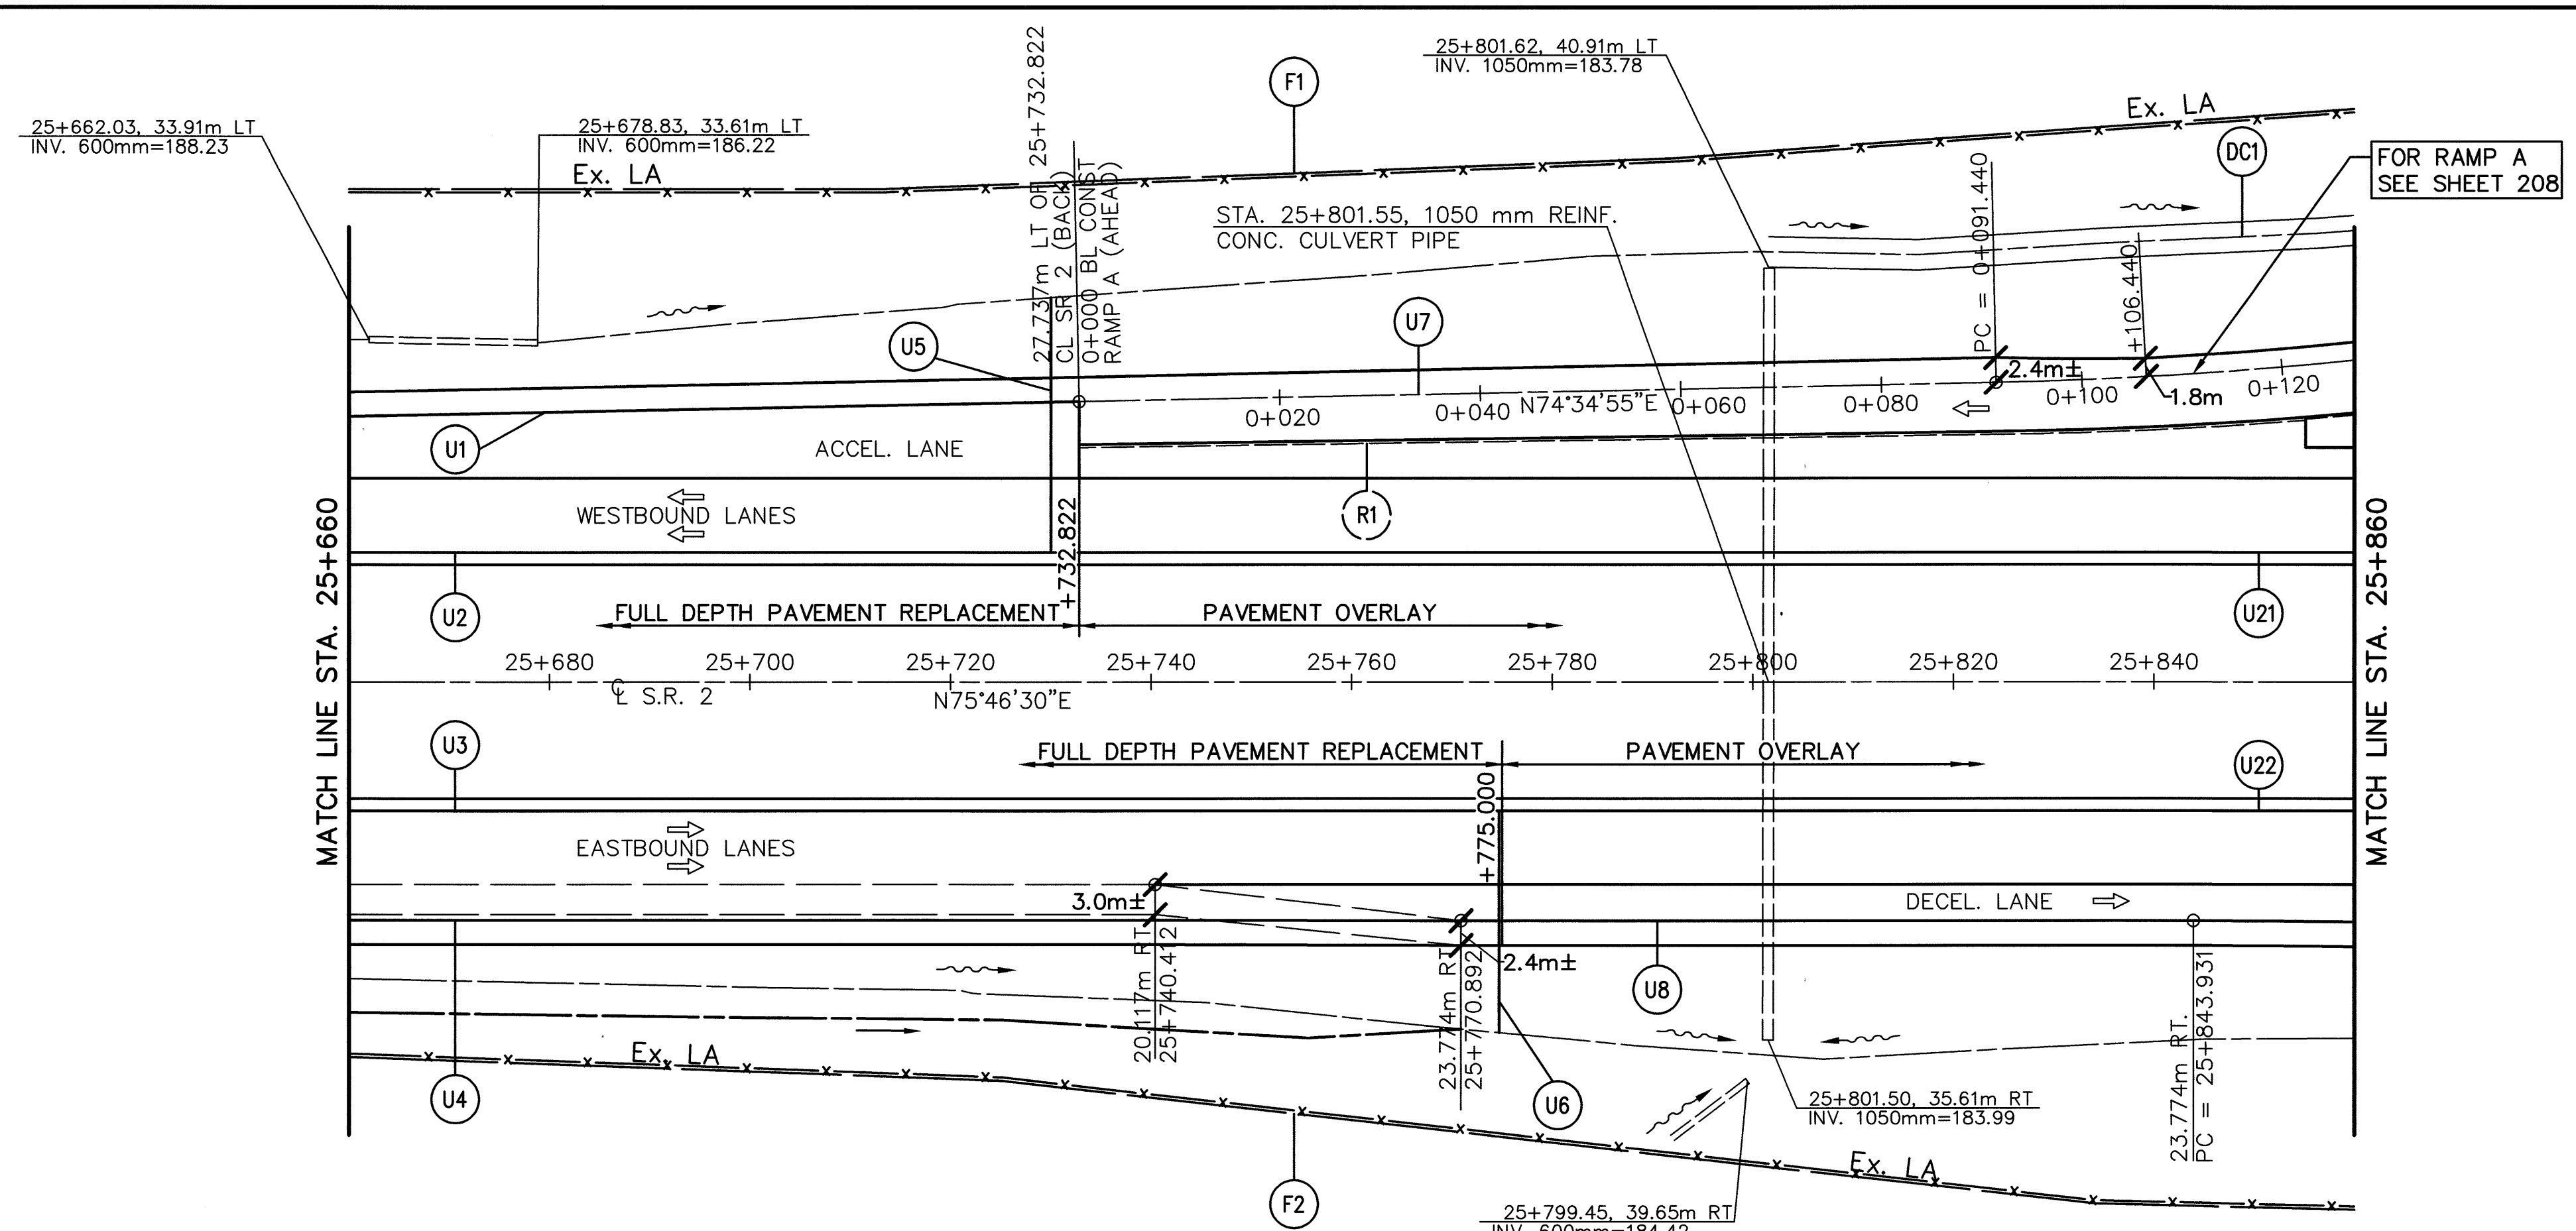 25+732.822
25+801.62, 40.91m LT
INV. 1050mm=183.78
F1
Ex. LA
25+662.03, 33.91m LT
INV. 600mm=188.23
25+678.83, 33.61m LT
INV. 600mm=186.22
Ex. LA
DC1
FOR RAMP A
SEE SHEET 208
27.737m LT OF
CL SR 2 (BACK)
0+000 BL CONST
RAMP A (AHEAD)
STA. 25+801.55, 1050 mm REINF.
CONC. CULVERT PIPE
PC = 0+091.440
+106.440
U5
U7
2.4m±
1.8m
0+020
0+040
N74°34'55"E
0+060
0+080
0+100
0+120
U1
ACCEL. LANE
R1
WESTBOUND LANES
MATCH LINE STA. 25+660
MATCH LINE STA. 25+860
+732.822
U2
FULL DEPTH PAVEMENT REPLACEMENT
PAVEMENT OVERLAY
U21
25+680
25+700
25+720
25+740
25+760
25+780
25+800
25+820
25+840
℄ S.R. 2
N75°46'30"E
U3
FULL DEPTH PAVEMENT REPLACEMENT
PAVEMENT OVERLAY
U22
+775.000
EASTBOUND LANES
3.0m±
DECEL. LANE
20.117m RT
25+740.412
23.774m RT
25+770.892
2.4m±
U8
23.774m RT.
PC = 25+843.931
Ex. LA
U4
U6
25+801.50, 35.61m RT
INV. 1050mm=183.99
Ex. LA
F2
25+799.45, 39.65m RT
INV. 600mm=184.42